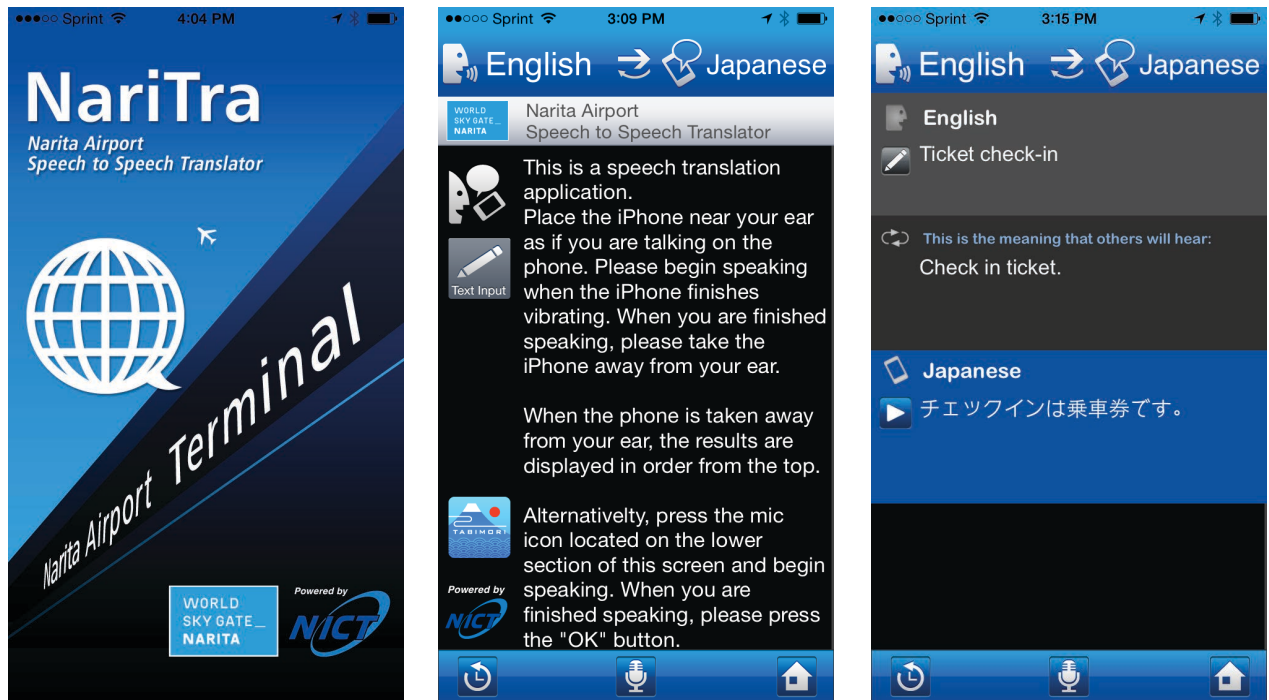 Sprint 4:04 PM
NariTra
Narita Airport
Speech to Speech Translator
Narita Airport Terminal
WORLD
SKY GATE_
NARITA
Powered by
NICT
Sprint 3:09 PM
English Japanese
WORLD
SKY GATE_
NARITA
Narita Airport
Speech to Speech Translator
This is a speech translation
application.
Place the iPhone near your ear
as if you are talking on the
phone. Please begin speaking
when the iPhone finishes
vibrating. When you are finished
speaking, please take the
iPhone away from your ear.
Text Input
When the phone is taken away
from your ear, the results are
displayed in order from the top.
TABIMORI
Alternativelty, press the mic
icon located on the lower
section of this screen and begin
speaking. When you are
finished speaking, please press
the "OK" button.
Powered by
NICT
Sprint 3:15 PM
English Japanese
English
Ticket check-in
This is the meaning that others will hear:
Check in ticket.
Japanese
チェックインは乗車券です。